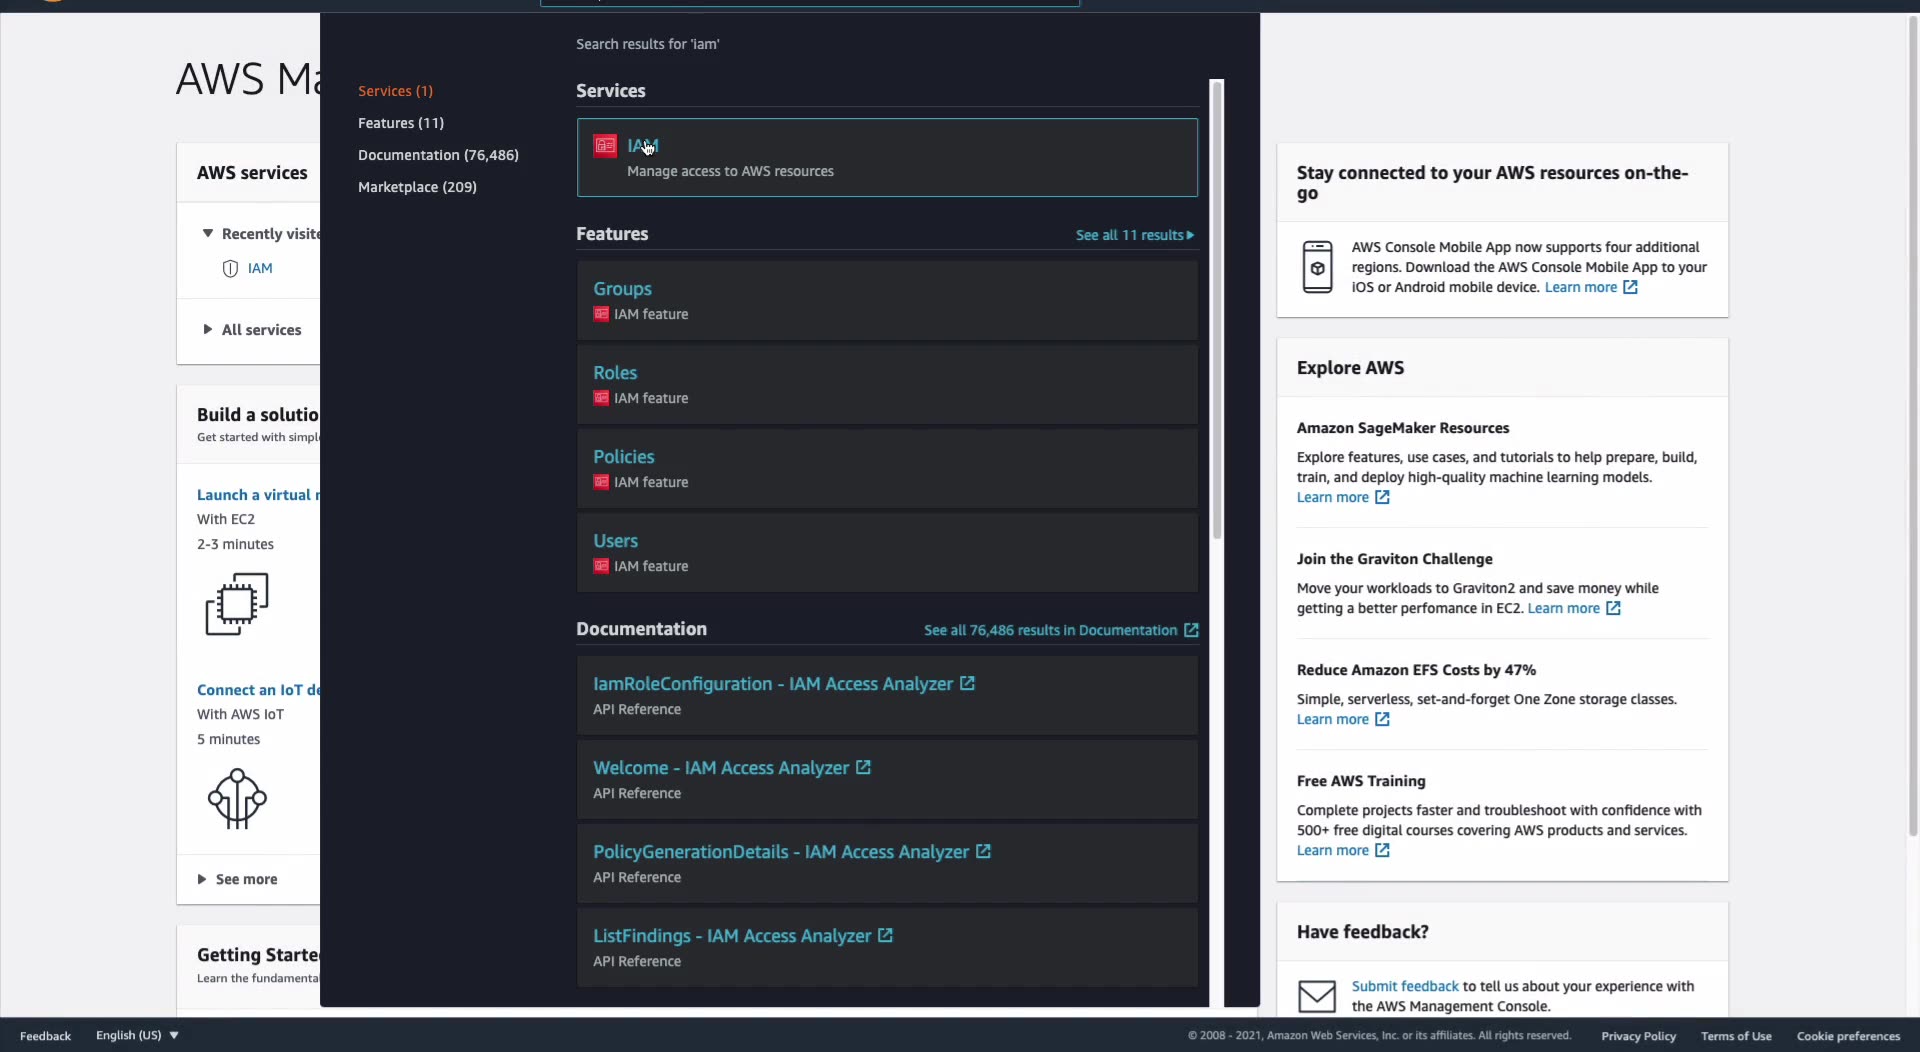 Search results for 'iam'
Services (1)
Features (11)
Documentation (76,486)
Marketplace (209)
Services
IAM
Manage access to AWS resources
Features
See all 11 results
Groups
IAM feature
Roles
IAM feature
Policies
IAM feature
Users
IAM feature
Documentation
See all 76,486 results in Documentation
IamRoleConfiguration - IAM Access Analyzer
API Reference
Welcome - IAM Access Analyzer
API Reference
PolicyGenerationDetails - IAM Access Analyzer
API Reference
ListFindings - IAM Access Analyzer
API Reference
AWS
AWS services
Recently
IAM
All services
Build a
Get started with
Launch a virtual
With EC2
2-3 minutes
Connect an IoT
With AWS IoT
5 minutes
See more
Getting
Learn the
Stay connected to your AWS resources on-the-
go
AWS Console Mobile App now supports four additional
regions. Download the AWS Console Mobile App to your
iOS or Android mobile device. Learn more
Explore AWS
Amazon SageMaker Resources
Explore features, use cases, and tutorials to help prepare, build,
train, and deploy high-quality machine learning models.
Learn more
Join the Graviton Challenge
Move your workloads to Graviton2 and save money while
getting a better perfomance in EC2. Learn more
Reduce Amazon EFS Costs by 47%
Simple, serverless, set-and-forget One Zone storage classes.
Learn more
Free AWS Training
Complete projects faster and troubleshoot with confidence with
500+ free digital courses covering AWS products and services.
Learn more
Have feedback?
Submit feedback to tell us about your experience with
the AWS Management Console.
Feedback
English (US)
© 2008 - 2021, Amazon Web Services, Inc. or its affiliates. All rights reserved.
Privacy Policy
Terms of Use
Cookie preferences